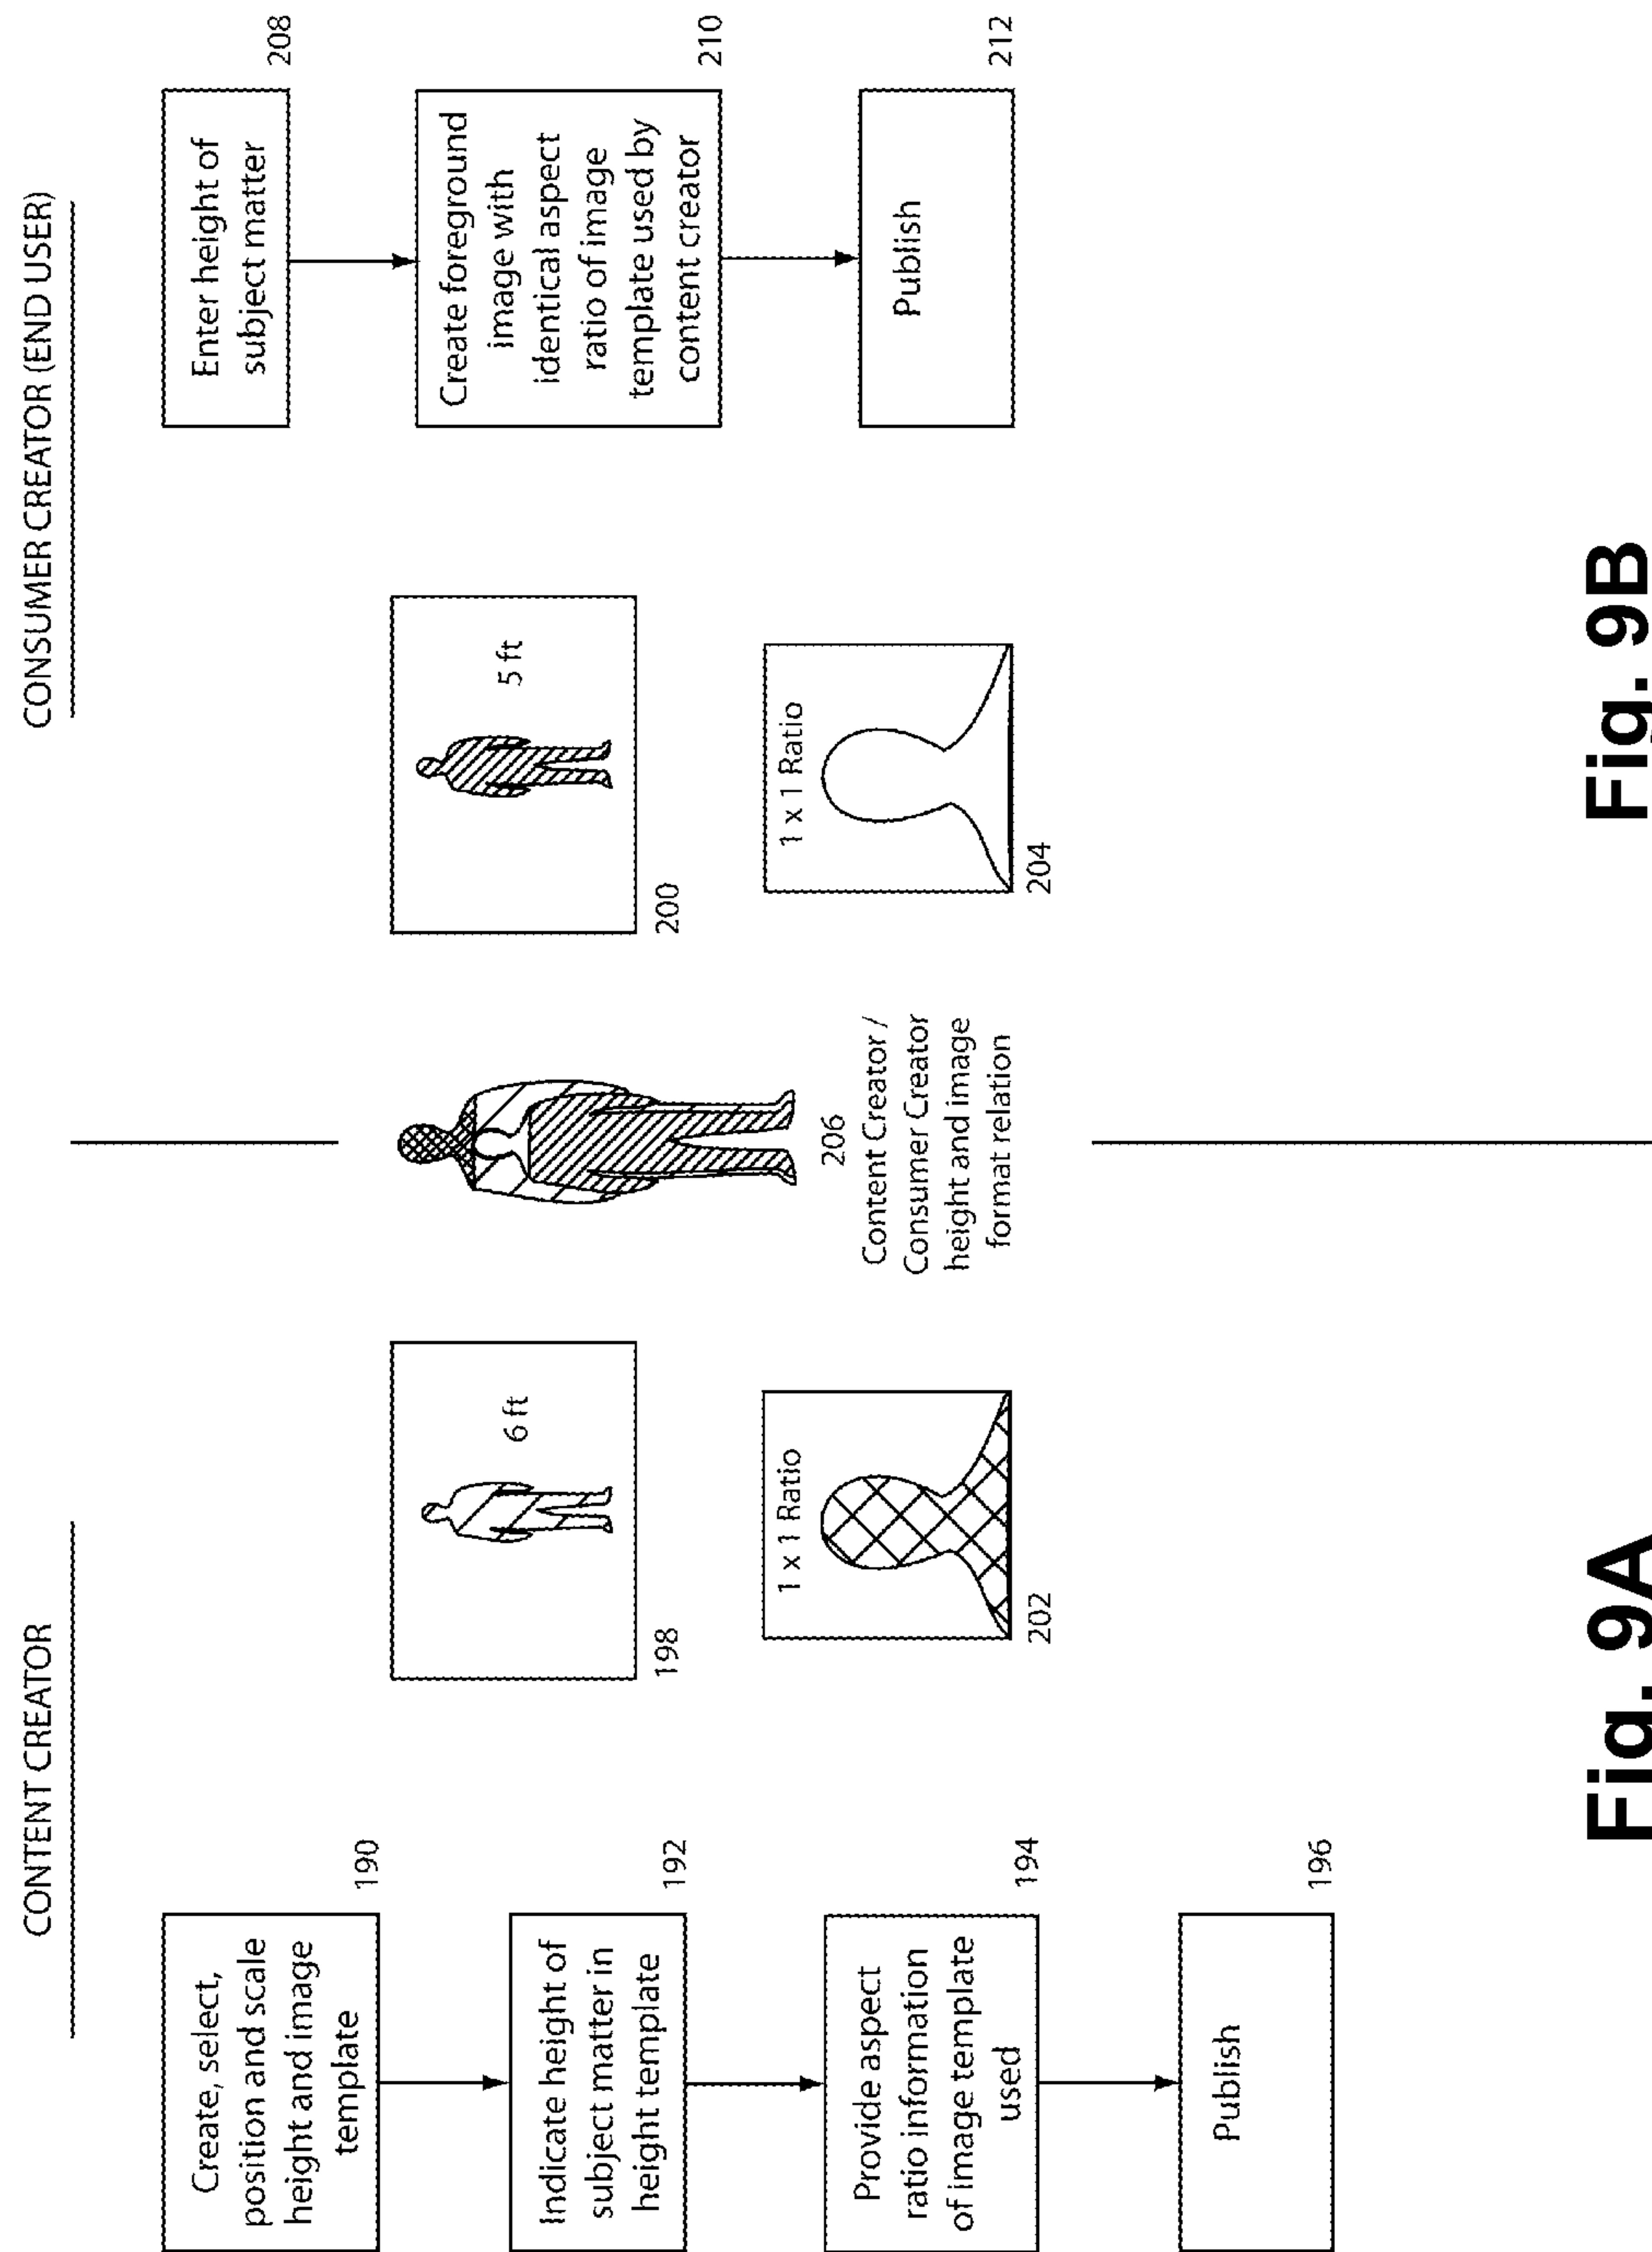 CONTENT CREATOR
Create, select,
position and scale
height and image
template
190
Indicate height of
subject matter in
height template
192
Provide aspect
ratio information
of image template
used
194
Publish
196
6 ft
198
1 x 1 Ratio
202
206
Content Creator /
Consumer Creator
height and image
format relation
CONSUMER CREATOR (END USER)
5 ft
200
1 x 1 Ratio
204
Enter height of
subject matter
208
Create foreground
image with
identical aspect
ratio of image
template used by
content creator
210
Publish
212
Fig. 9A
Fig. 9B